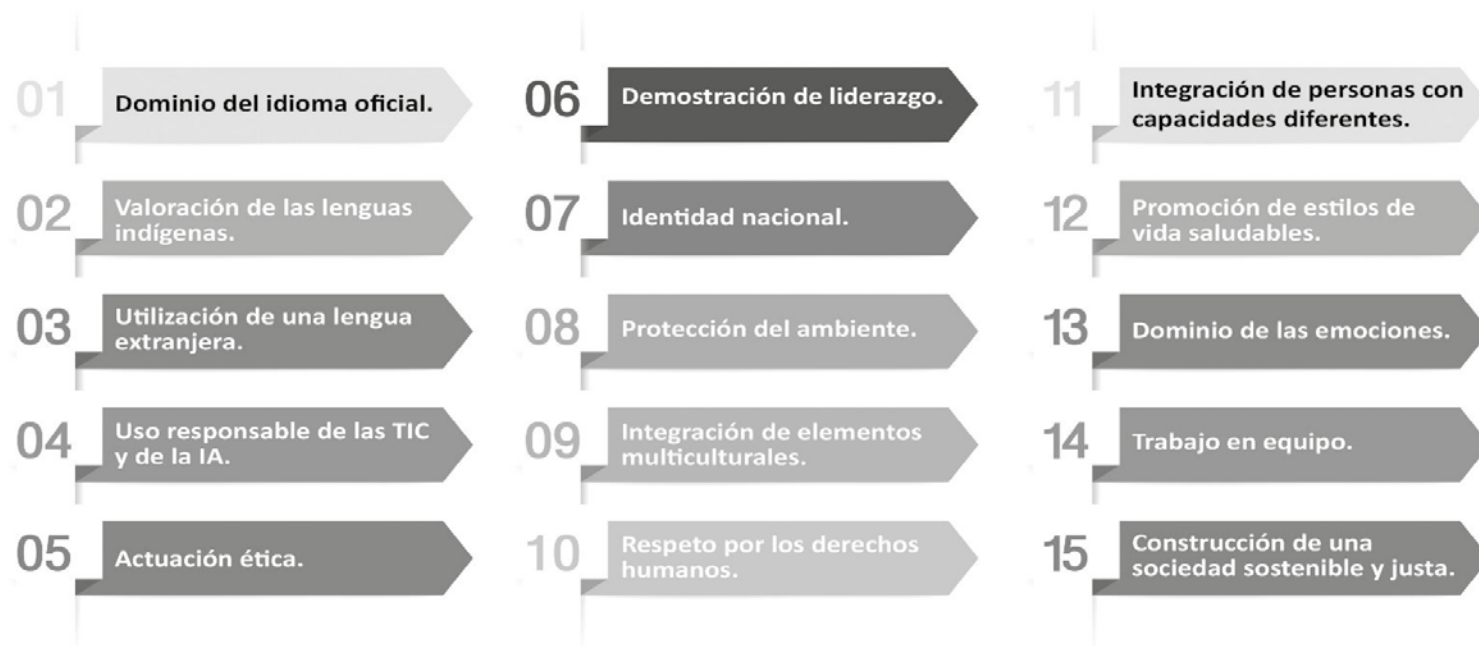 01
Dominio del idioma oficial.
02
Valoración de las lenguas
indígenas.
03
Utilización de una lengua
extranjera.
04
Uso responsable de las TIC
y de la IA.
05
Actuación ética.
06
Demostración de liderazgo.
07
Identidad nacional.
08
Protección del ambiente.
09
Integración de elementos
multiculturales.
10
Respeto por los derechos
humanos.
11
Integración de personas con
capacidades diferentes.
12
Promoción de estilos de
vida saludables.
13
Dominio de las emociones.
14
Trabajo en equipo.
15
Construcción de una
sociedad sostenible y justa.